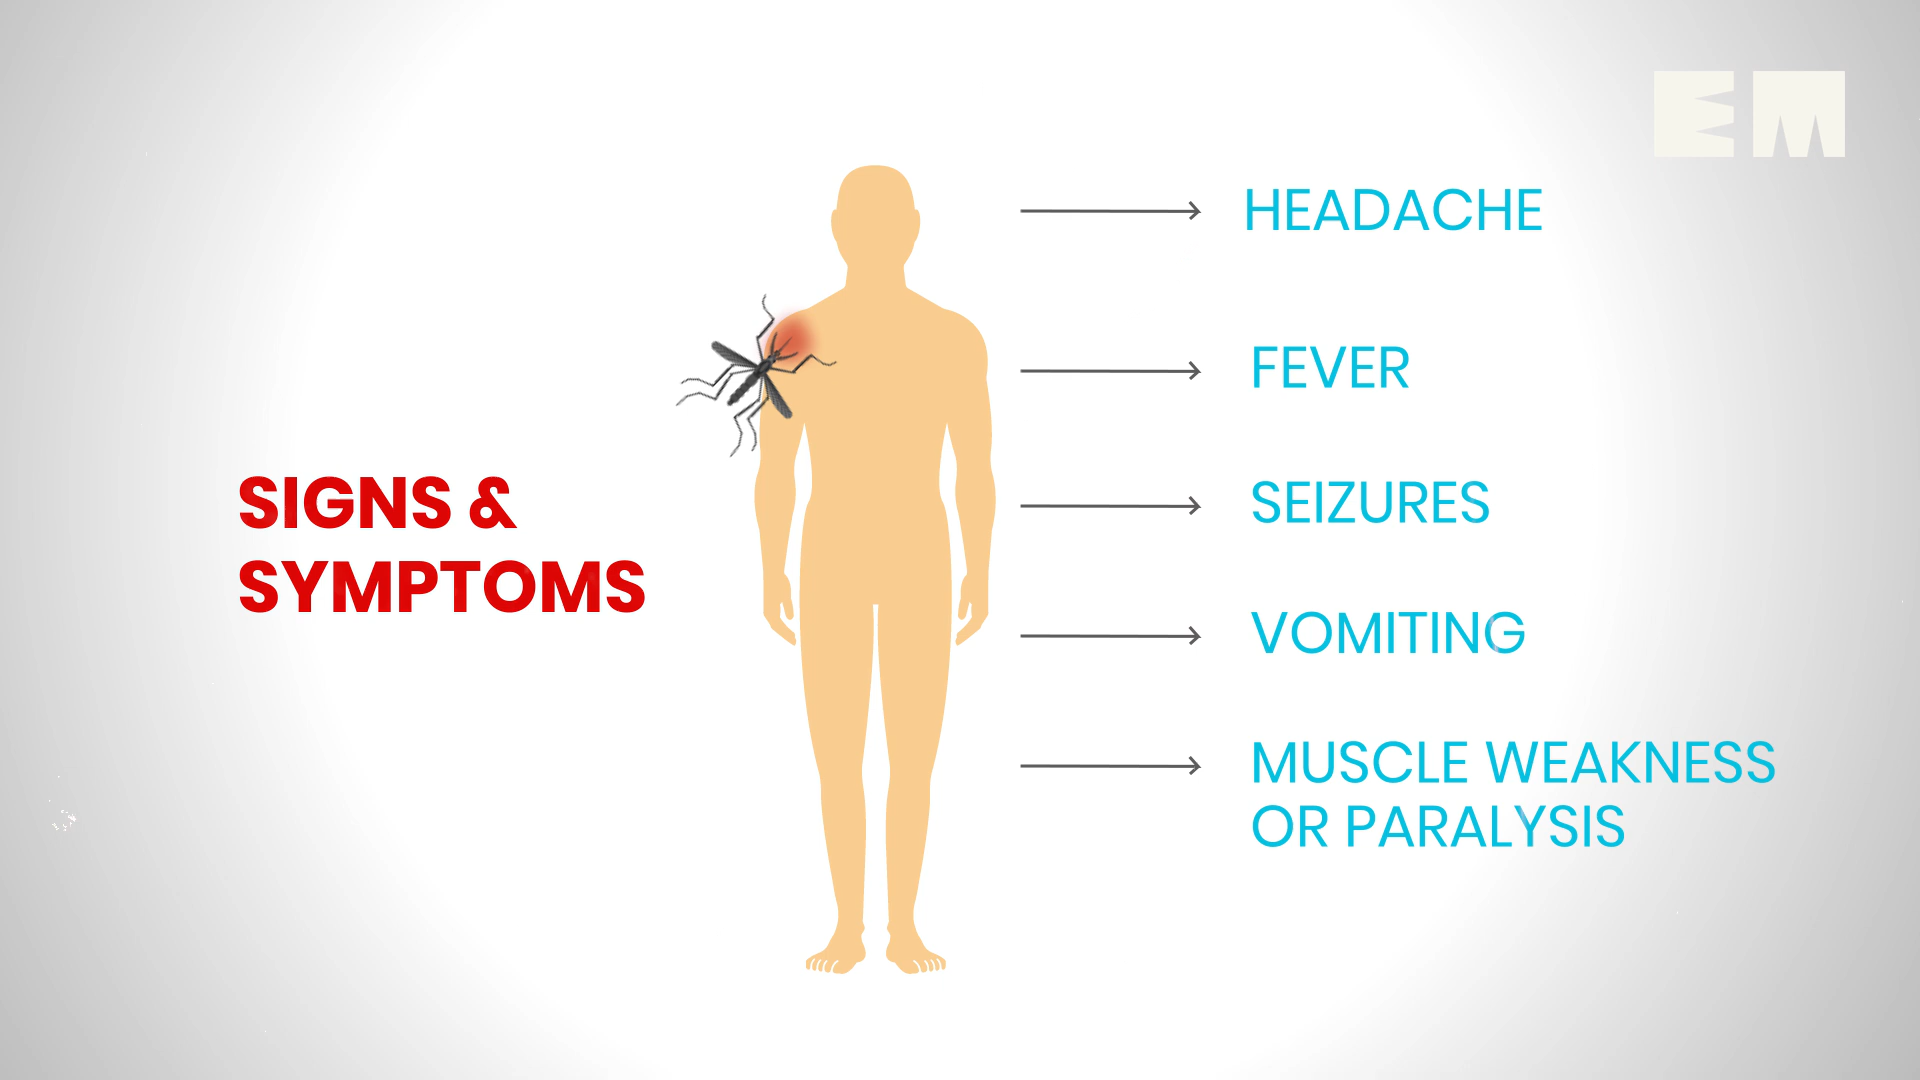 EM
HEADACHE
FEVER
SEIZURES
VOMITING
MUSCLE WEAKNESS
OR PARALYSIS
SIGNS &
SYMPTOMS